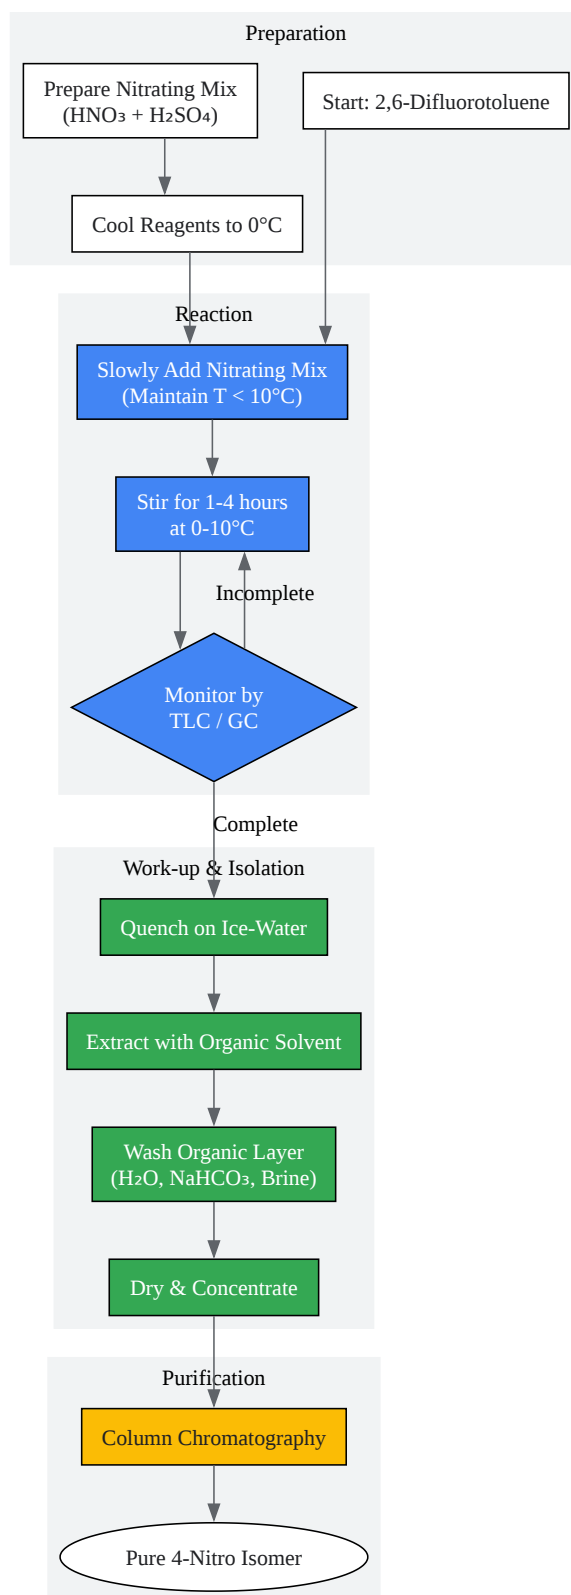 Preparation
Prepare Nitrating Mix
(HNO₃ + H₂SO₄)
Start: 2,6-Difluorotoluene
Cool Reagents to 0°C
Reaction
Slowly Add Nitrating Mix
(Maintain T < 10°C)
Stir for 1-4 hours
at 0-10°C
Incomplete
Monitor by
TLC / GC
Complete
Work-up & Isolation
Quench on Ice-Water
Extract with Organic Solvent
Wash Organic Layer
(H₂O, NaHCO₃, Brine)
Dry & Concentrate
Purification
Column Chromatography
Pure 4-Nitro Isomer